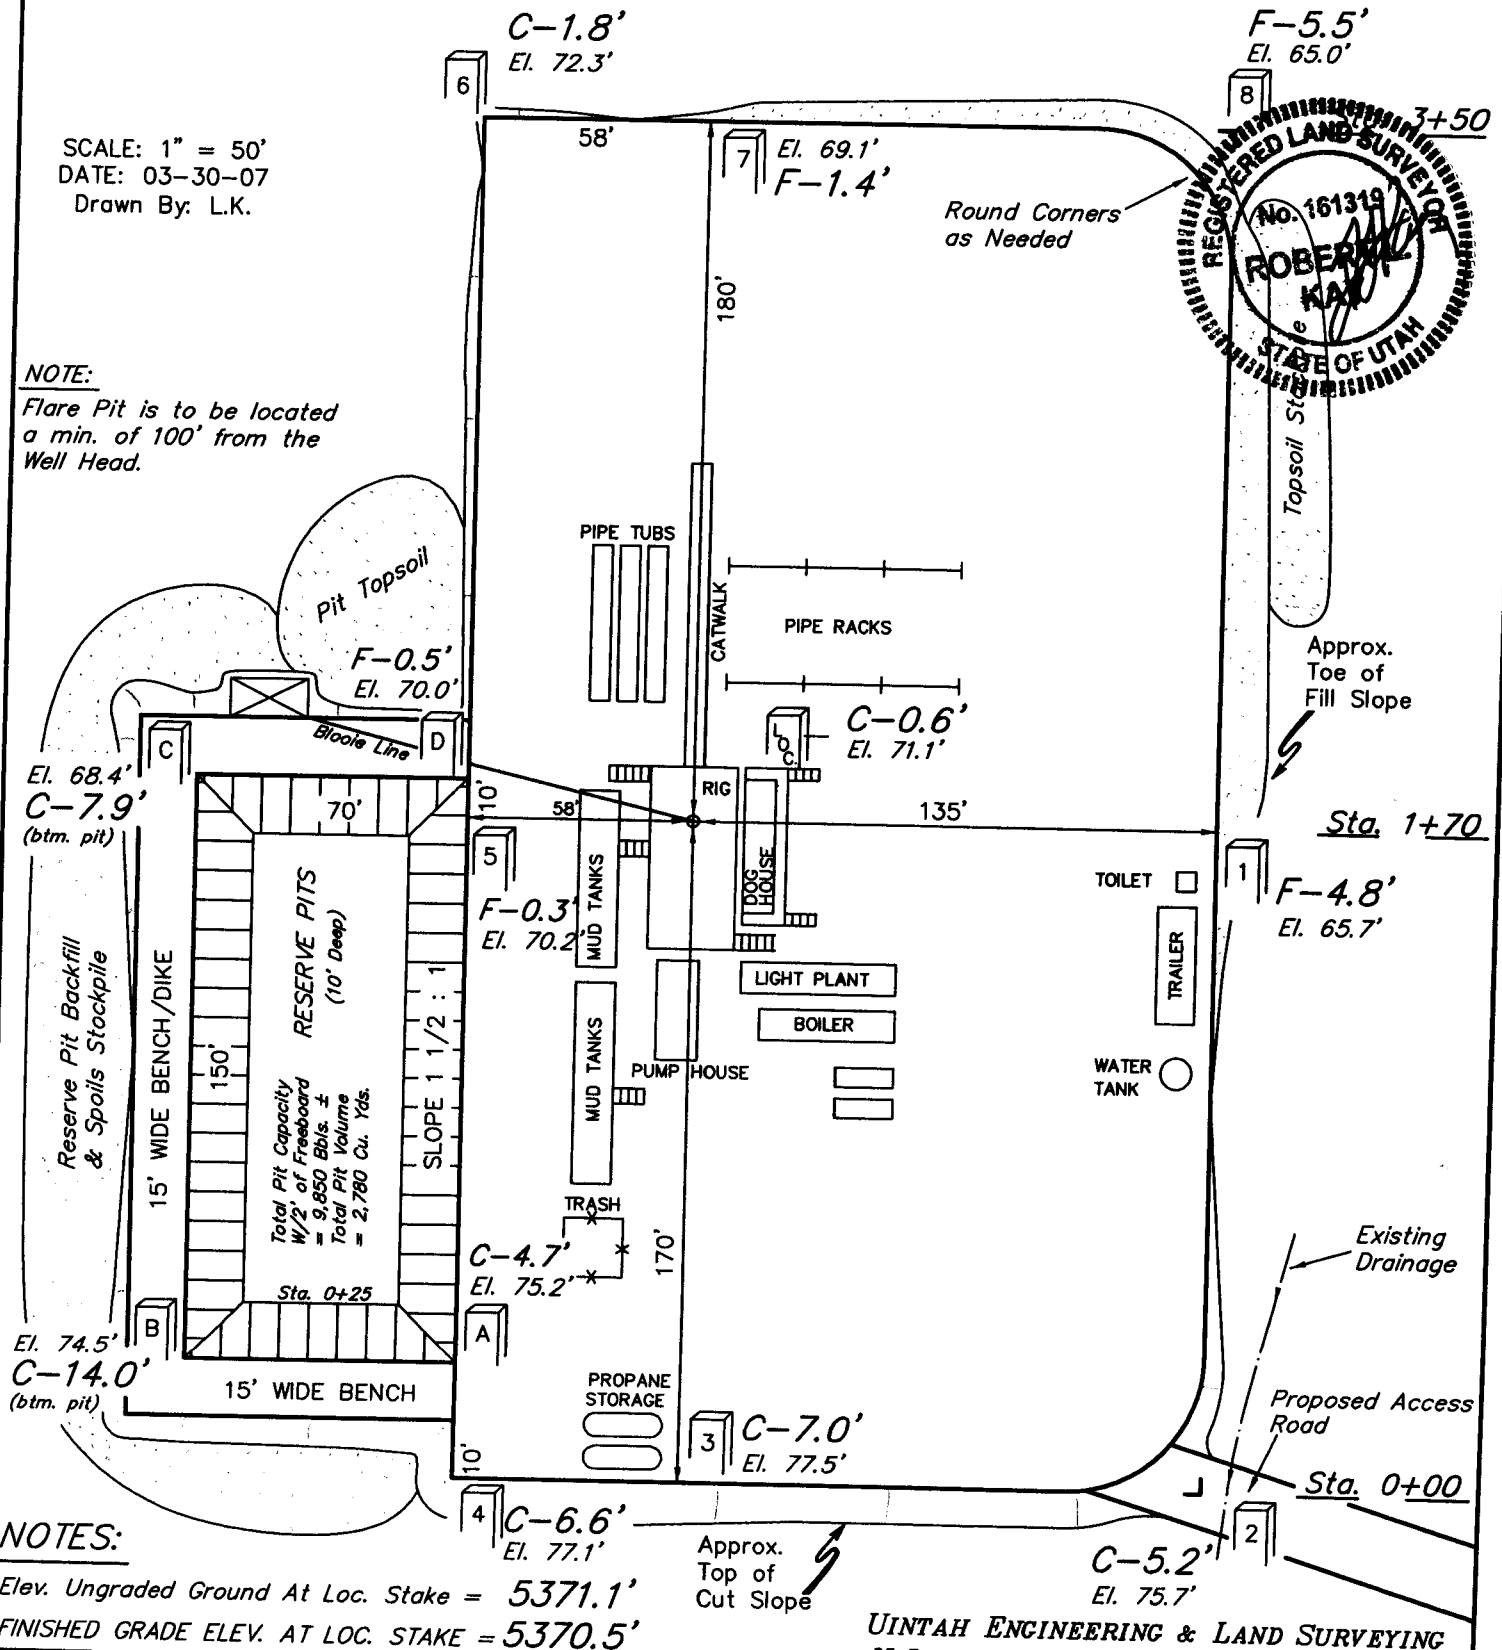 C-1.8'
El. 72.3'
6
F-5.5'
El. 65.0'
8
3+50
SCALE: 1" = 50'
DATE: 03-30-07
Drawn By: L.K.
58'
7
El. 69.1'
F-1.4'
180'
Round Corners
as Needed
REGISTERED LAND SURVEYOR
No. 161319
STATE OF UTAH
Topsoil
NOTE:
Flare Pit is to be located
a min. of 100' from the
Well Head.
Pit Topsoil
PIPE TUBS
CATWALK
PIPE RACKS
Approx.
Toe of
Fill Slope
F-0.5'
El. 70.0'
Blooie Line
D
C
LOC.
C-0.6'
El. 71.1'
El. 68.4'
C-7.9'
(btm. pit)
70'
10'
58'
RIG
135'
Sta. 1+70
5
F-0.3'
El. 70.2'
MUD TANKS
DOG
HOUSE
TOILET
1
F-4.8'
El. 65.7'
TRAILER
LIGHT PLANT
BOILER
MUD TANKS
PUMP HOUSE
WATER
TANK
Reserve Pit Backfill
& Spoils Stockpile
15' WIDE BENCH/DIKE
150'
RESERVE PITS
(10' Deep)
SLOPE 1 1/2 : 1
Total Pit Capacity
W/2' of Freeboard
= 9,850 Bbls. ±
Total Pit Volume
= 2,780 Cu. Yds.
Sta. 0+25
TRASH
170'
C-4.7'
El. 75.2'
A
Existing
Drainage
B
El. 74.5'
C-14.0'
(btm. pit)
15' WIDE BENCH
PROPANE
STORAGE
3
C-7.0'
El. 77.5'
10'
Proposed Access
Road
Sta. 0+00
4
C-6.6'
El. 77.1'
Approx.
Top of
Cut Slope
2
C-5.2'
El. 75.7'
NOTES:
Elev. Ungraded Ground At Loc. Stake = 5371.1'
FINISHED GRADE ELEV. AT LOC. STAKE = 5370.5'
UINTAH ENGINEERING & LAND SURVEYING